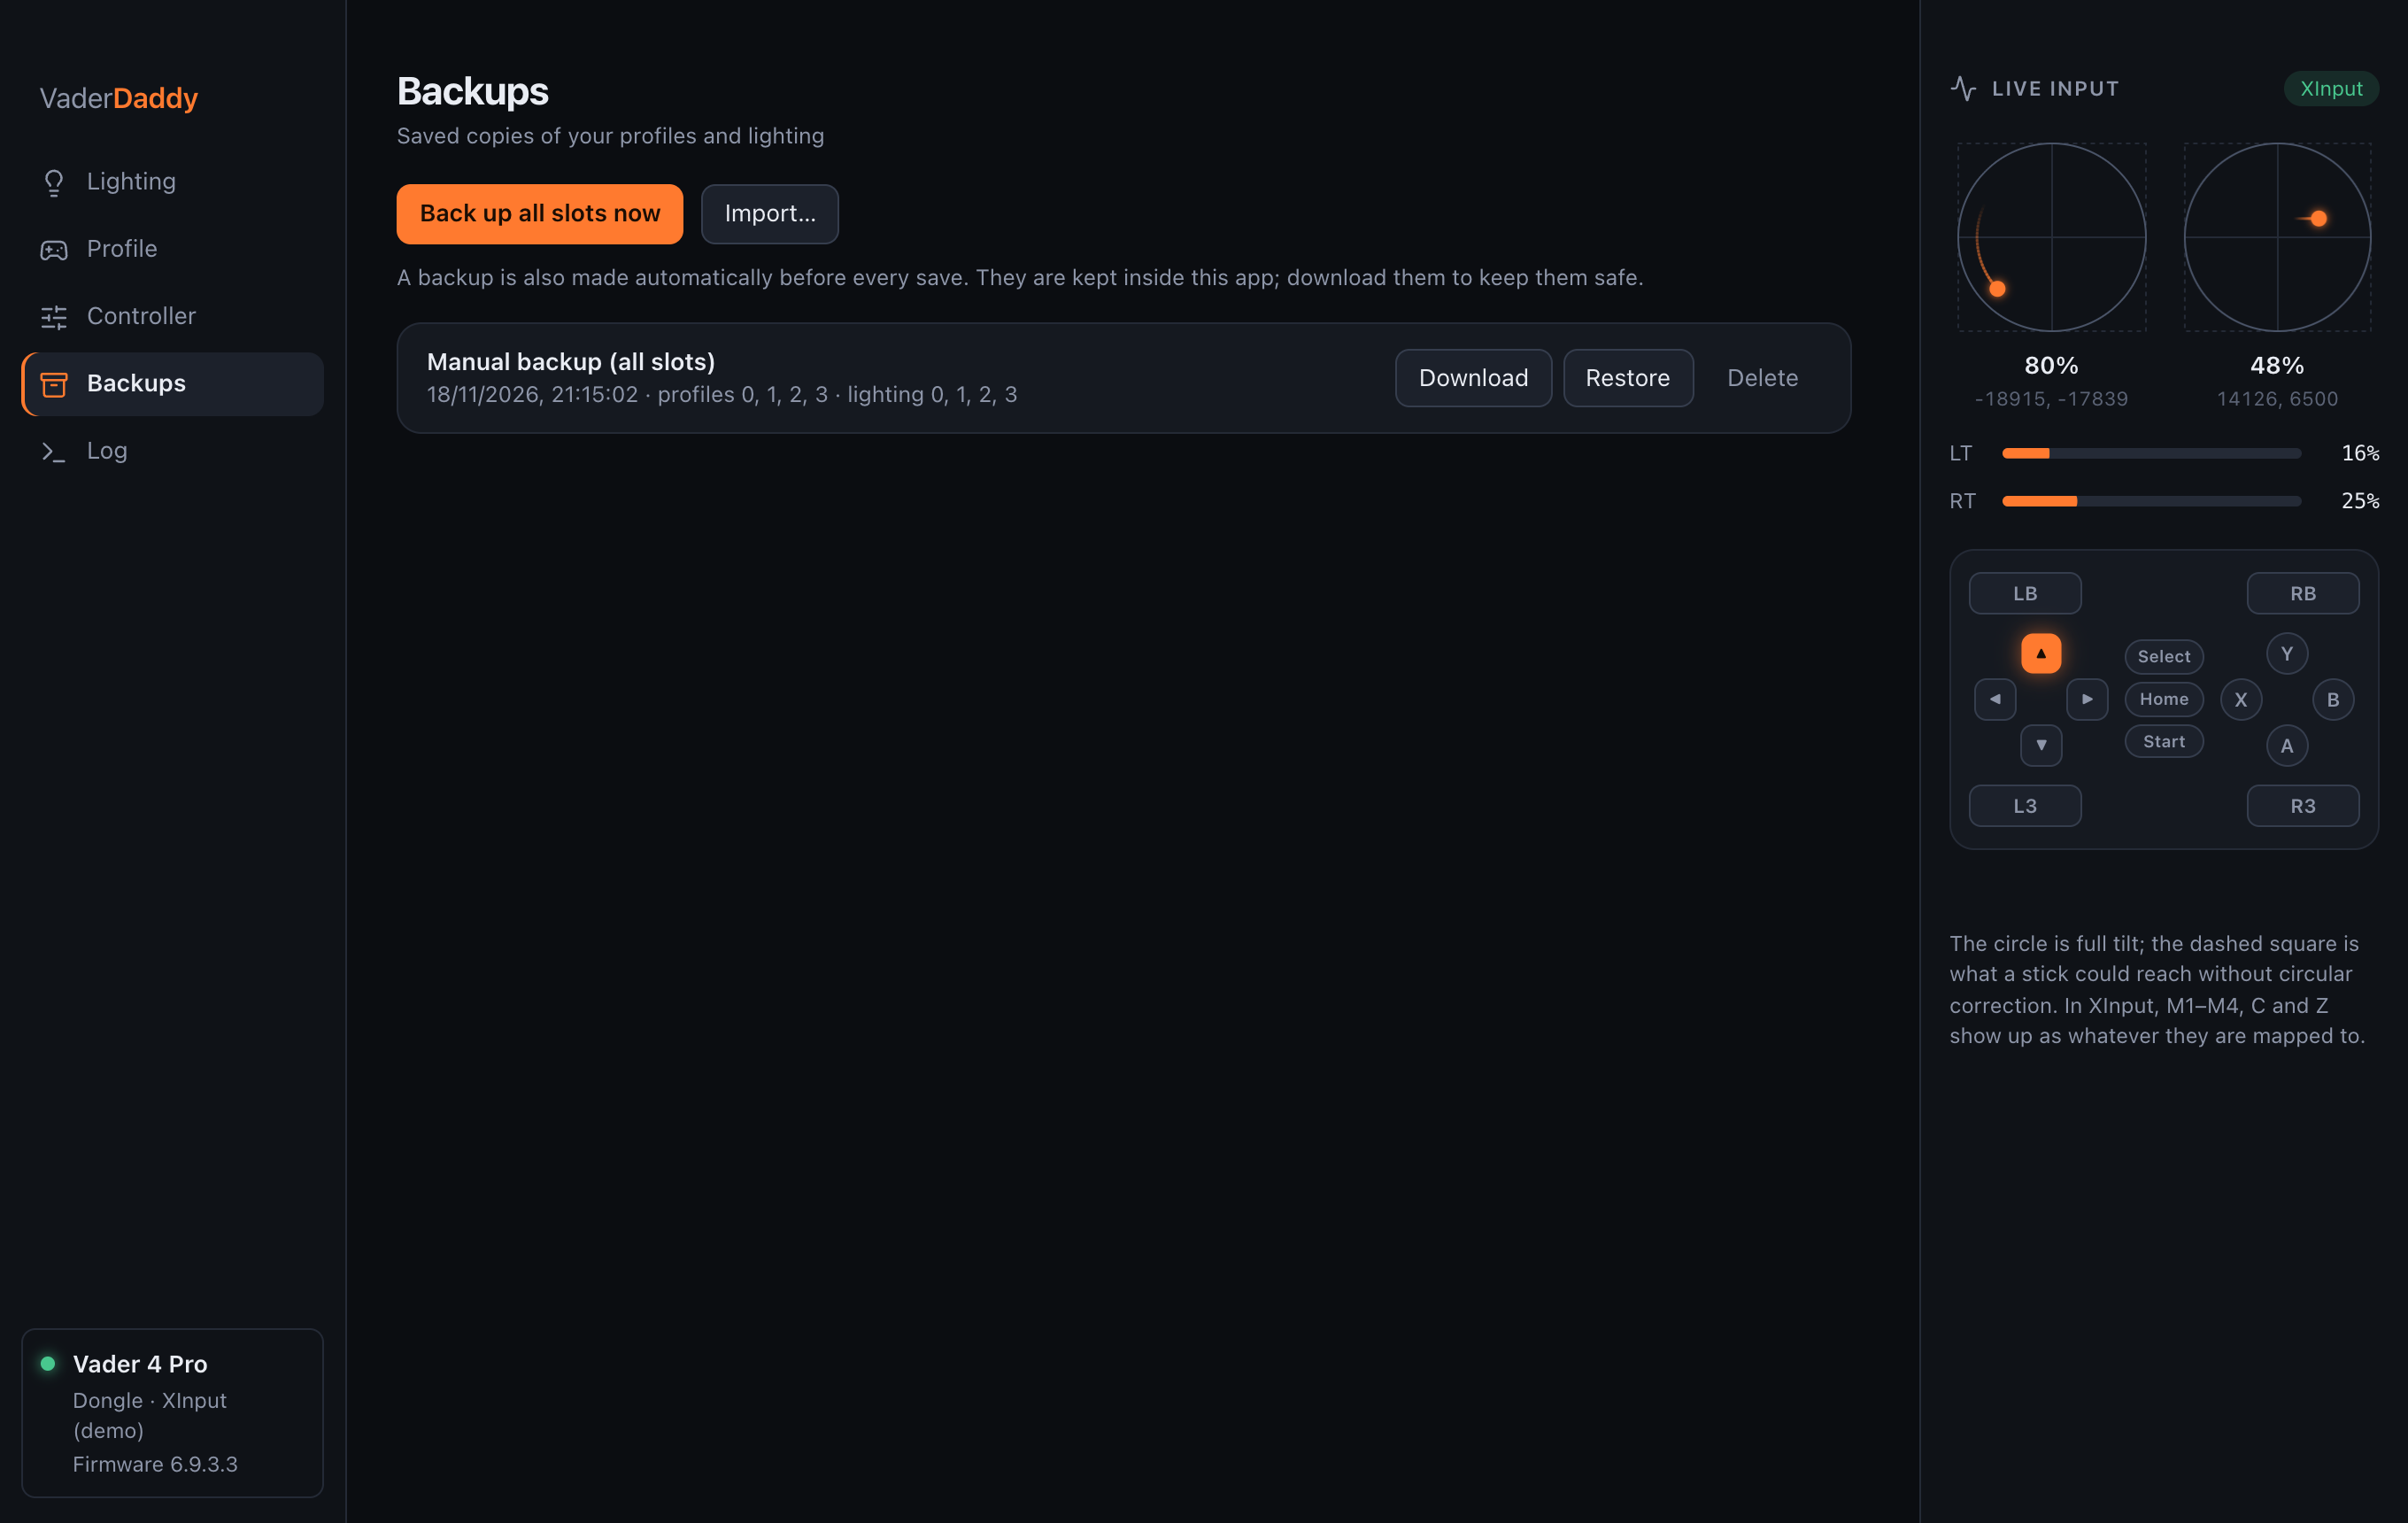 VaderDaddy
Lighting
Profile
Controller
Backups
Log
Vader 4 Pro
Dongle · XInput
(demo)
Firmware 6.9.3.3
Backups
Saved copies of your profiles and lighting
Back up all slots now
Import...
A backup is also made automatically before every save. They are kept inside this app; download them to keep them safe.
Manual backup (all slots)
18/11/2026, 21:15:02 · profiles 0, 1, 2, 3 · lighting 0, 1, 2, 3
Download
Restore
Delete
LIVE INPUT
XInput
80%
-18915, -17839
48%
14126, 6500
LT
16%
RT
25%
LB
RB
Select
Y
Home
X
B
Start
A
L3
R3
The circle is full tilt; the dashed square is
what a stick could reach without circular
correction. In XInput, M1–M4, C and Z
show up as whatever they are mapped to.